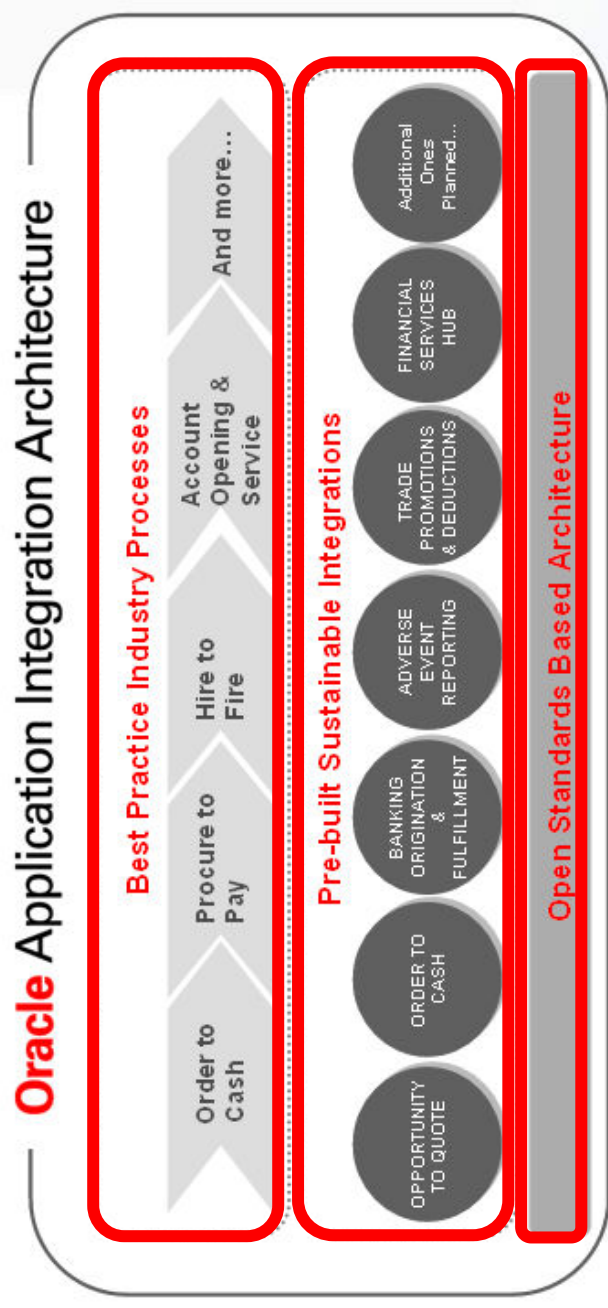 Oracle Application Integration Architecture
Best Practice Industry Processes
Order to
Cash
Procure to
Pay
Hire to
Fire
Account
Opening &
Service
And more...
Pre-built Sustainable Integrations
OPPORTUNITY
TO QUOTE
ORDER TO
CASH
BANKING
ORIGINATION
&
FULFILLMENT
ADVERSE
EVENT
REPORTING
TRADE
PROMOTIONS
& DEDUCTIONS
FINANCIAL
SERVICES
HUB
Additional
Ones
Planned...
Open Standards Based Architecture